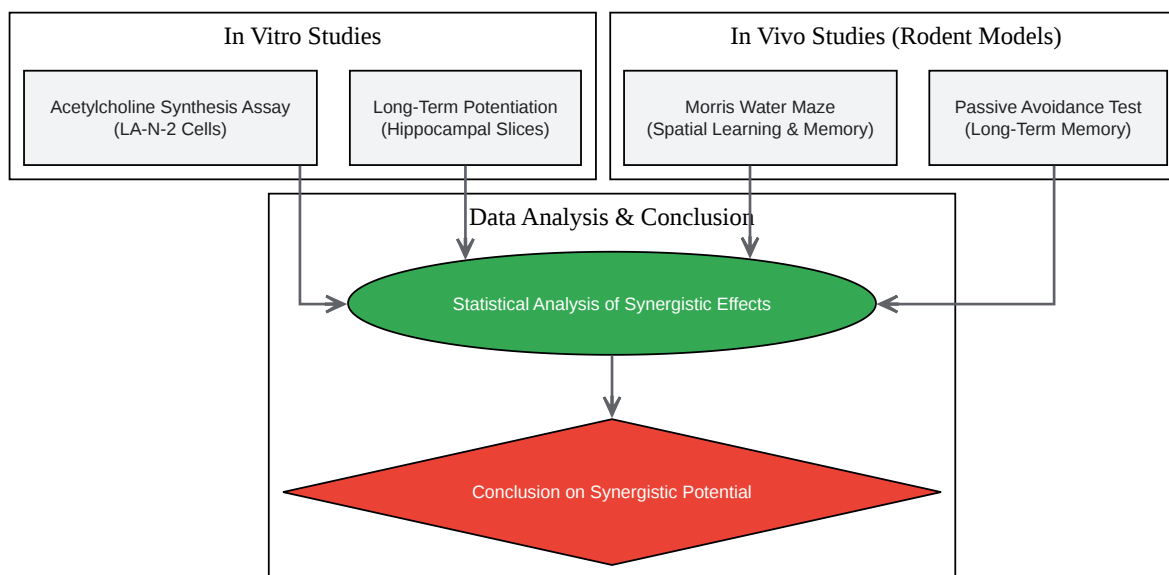 In Vitro Studies
Acetylcholine Synthesis Assay
(LA-N-2 Cells)
Long-Term Potentiation
(Hippocampal Slices)
In Vivo Studies (Rodent Models)
Morris Water Maze
(Spatial Learning & Memory)
Passive Avoidance Test
(Long-Term Memory)
Data Analysis & Conclusion
Statistical Analysis of Synergistic Effects
Conclusion on Synergistic Potential